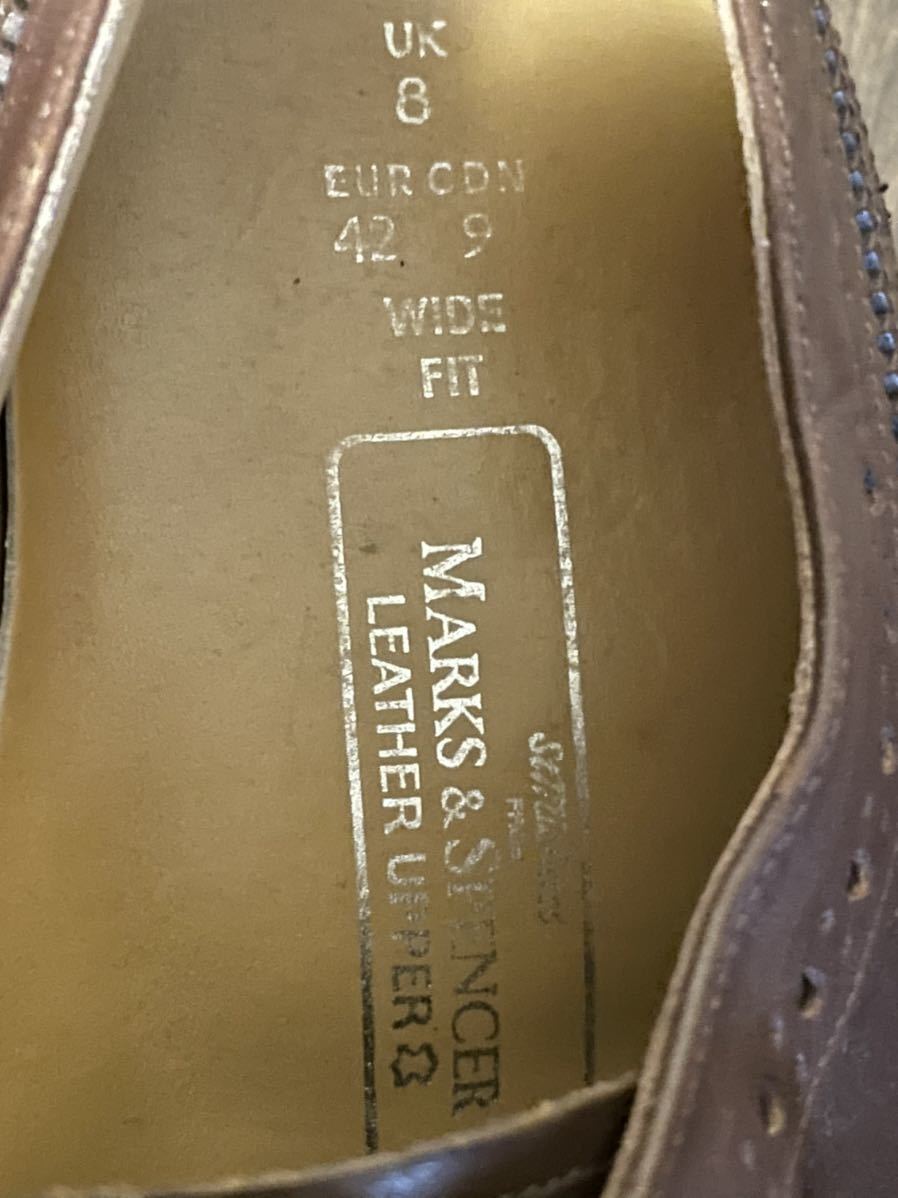 UK
8
EUR CDN
42 9
WIDE
FIT
MARKS & SPENCER
LEATHER UPPER